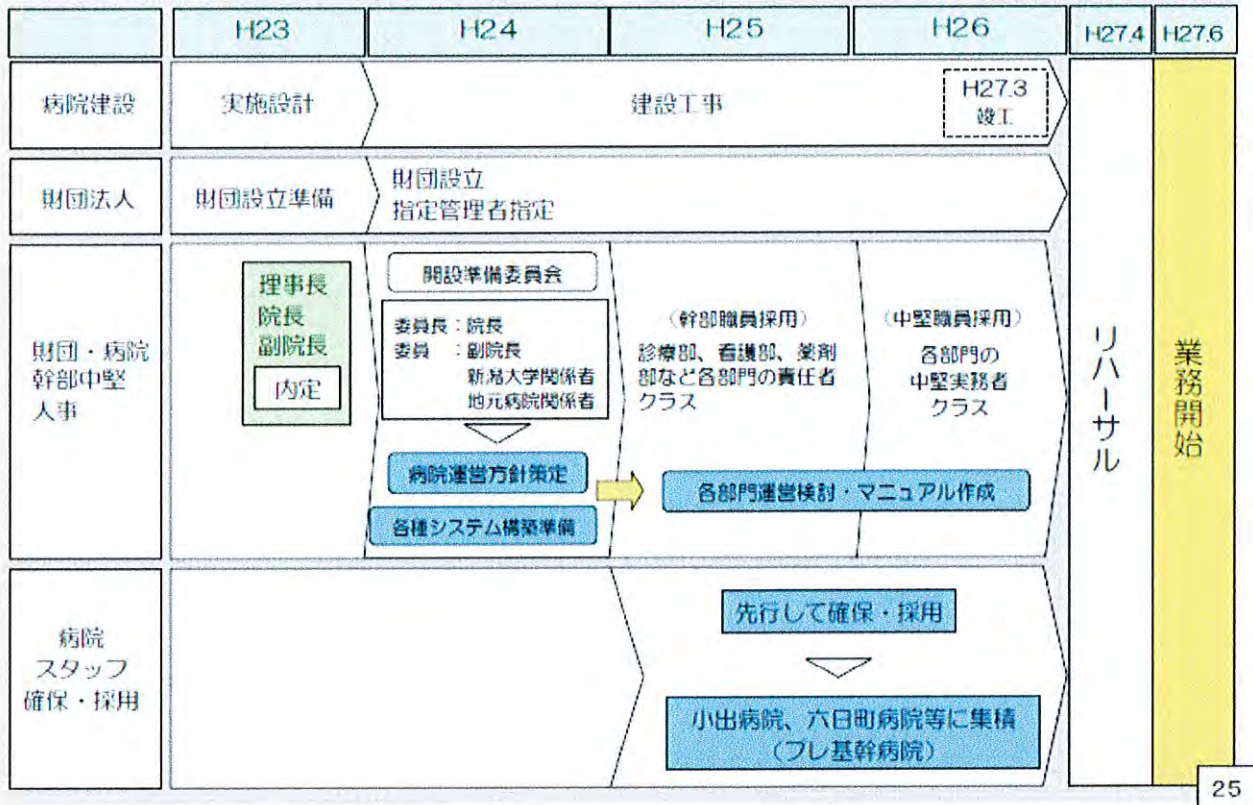 H23
H24
H25
H26
H27.4
H27.6
病院建設
実施設計
建設工事
H27.3
竣工
財団法人
財団設立準備
財団設立
指定管理者指定
財団・病院
幹部中堅
人事
理事長
院長
副院長
内定
開設準備委員会
委員長:院長
委員 :副院長
新潟大学関係者
地元病院関係者
病院運営方針策定
各種システム構築準備
(幹部職員採用)
診療部、看護部、薬剤
部など各部門の責任者
クラス
(中堅職員採用)
各部門の
中堅実務者
クラス
各部門運営検討・マニュアル作成
病院
スタッフ
確保・採用
先行して確保・採用
小出病院、六日町病院等に集積
(プレ基幹病院)
リハーサル
業務開始
25